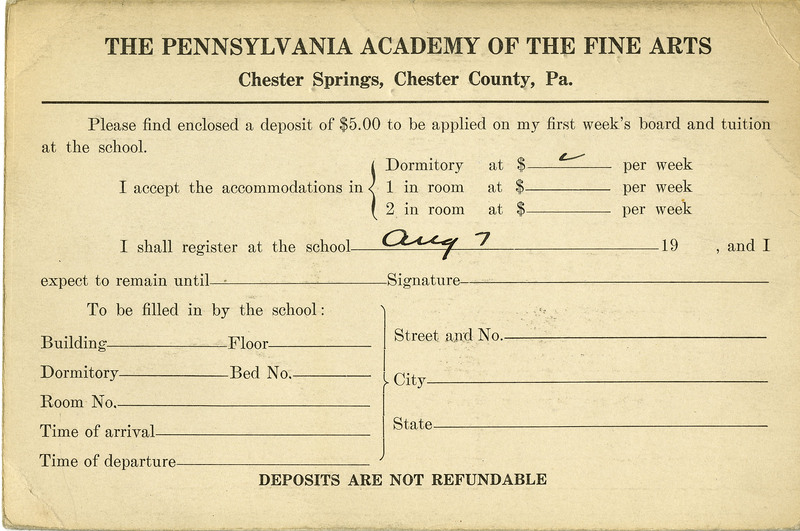 THE PENNSYLVANIA ACADEMY OF THE FINE ARTS
Chester Springs, Chester County, Pa.
Please find enclosed a deposit of $5.00 to be applied on my first week's board and tuition
at the school.
I accept the accommodations in
Dormitory at $ per week
1 in room at $ per week
2 in room at $ per week
I shall register at the school Aug 7 19 , and I
expect to remain until Signature
To be filled in by the school:
Building Floor
Dormitory Bed No.
Room No.
Time of arrival
Time of departure
Street and No.
City
State
DEPOSITS ARE NOT REFUNDABLE